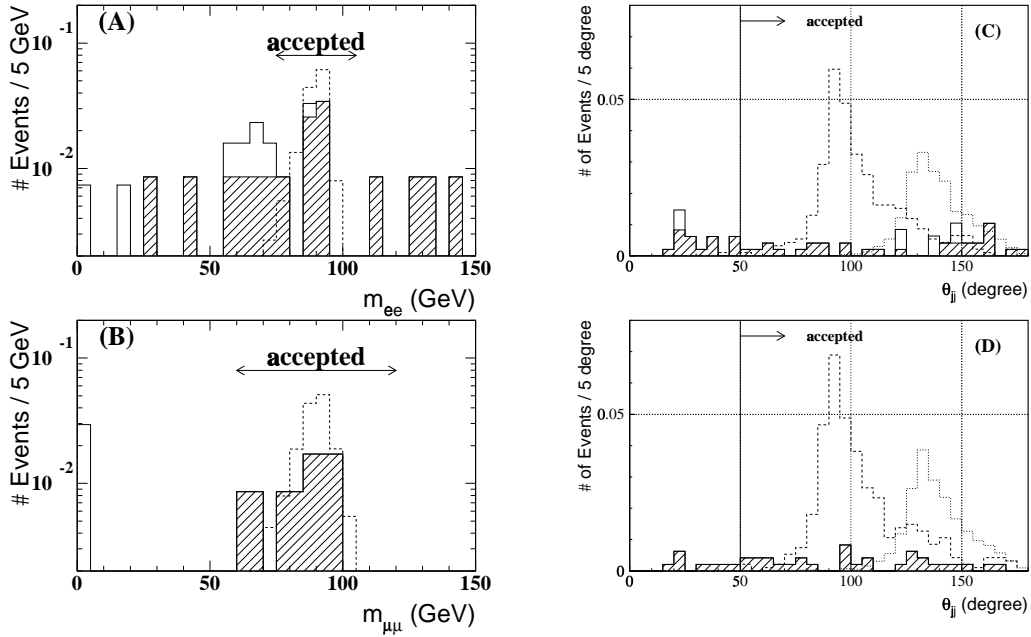 (A)
accepted
# Events / 5 GeV
10⁻¹
10⁻²
0 50 100 150
m_ee (GeV)
(B)
accepted
# Events / 5 GeV
10⁻¹
10⁻²
0 50 100 150
m_μμ (GeV)
(C)
accepted
# of Events / 5 degree
0.05
0
0 50 100 150
θ_jj (degree)
(D)
accepted
# of Events / 5 degree
0.05
0
0 50 100 150
θ_jj (degree)